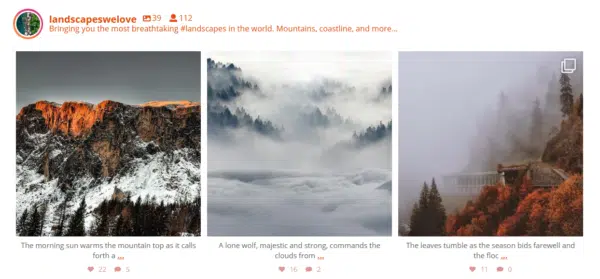 landscapeswelove 39 112
Bringing you the most breathtaking #landscapes in the world. Mountains, coastline, and more...
The morning sun warms the mountain top as it calls
forth a ...
22 5
A lone wolf, majestic and strong, commands the
clouds from ...
16 2
The leaves tumble as the season bids farewell and
the floc ...
11 0